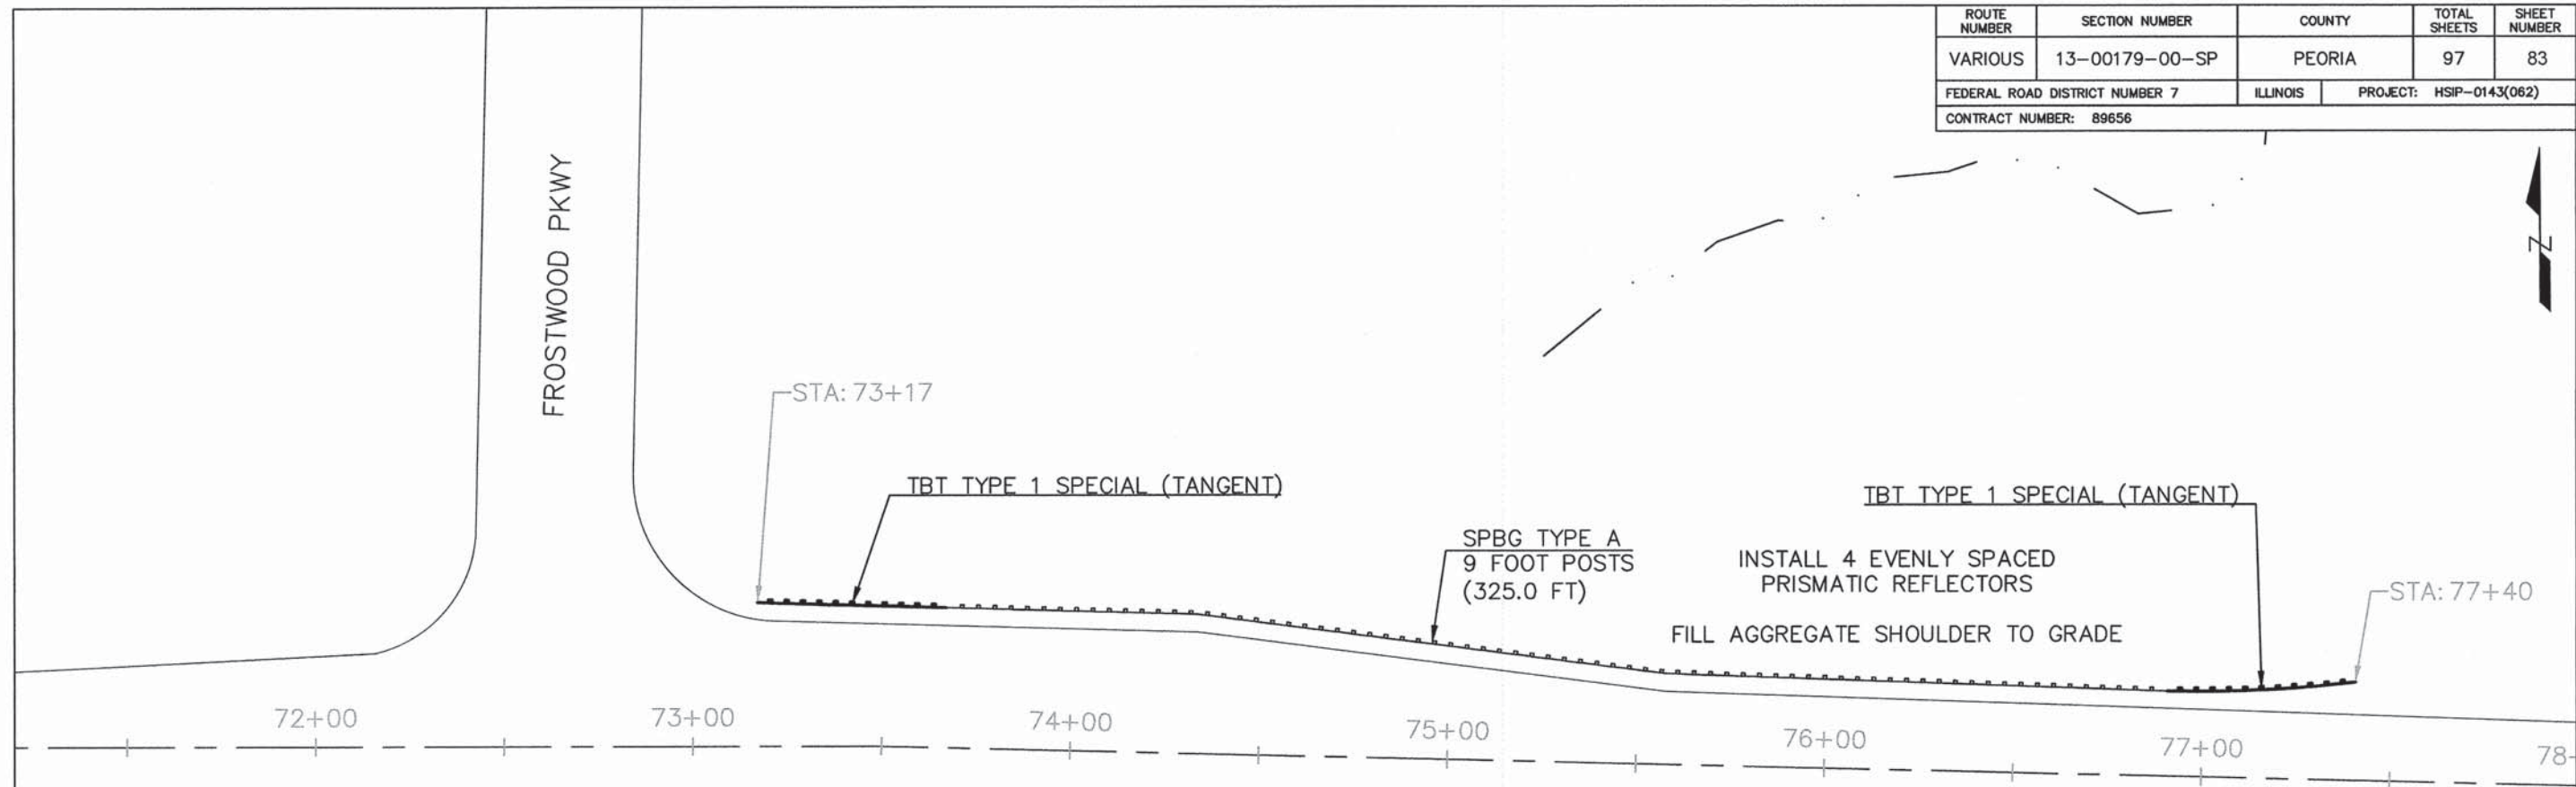 ROUTE NUMBER
SECTION NUMBER
COUNTY
TOTAL SHEETS
SHEET NUMBER
VARIOUS
13-00179-00-SP
PEORIA
97
83
FEDERAL ROAD DISTRICT NUMBER 7
ILLINOIS
PROJECT: HSIP-0143(062)
CONTRACT NUMBER: 89656
N
FROSTWOOD PKWY
STA: 73+17
TBT TYPE 1 SPECIAL (TANGENT)
TBT TYPE 1 SPECIAL (TANGENT)
SPBG TYPE A
9 FOOT POSTS
(325.0 FT)
INSTALL 4 EVENLY SPACED
PRISMATIC REFLECTORS
FILL AGGREGATE SHOULDER TO GRADE
STA: 77+40
72+00
73+00
74+00
75+00
76+00
77+00
78-